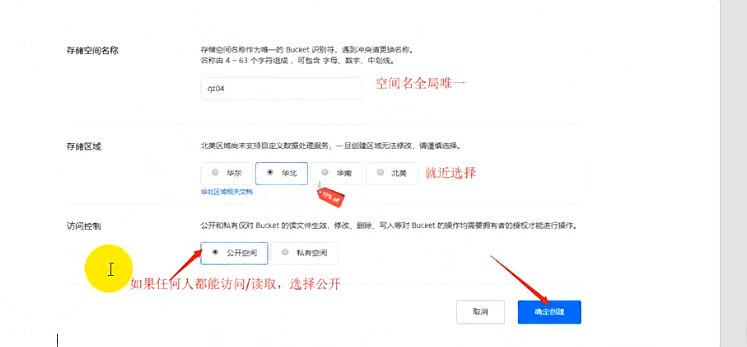 存储空间名称
存储空间名称作为唯一的 Bucket 识别符，遇到冲突请更换名称。
名称由 4 ~ 63 个字符组成，可包含 字母、数字、中划线。
qz04
空间名全局唯一
存储区域
北美区域尚未支持自定义数据处理服务，一旦创建区域无法修改，请谨慎选择。
华东
华北
华南
北美
就近选择
华北区域相关文档
10% off
访问控制
公开和私有仅对 Bucket 的读文件生效，修改、删除、写入等对 Bucket 的操作均需要拥有者的授权才能进行操作。
公开空间
私有空间
如果任何人都能访问/读取，选择公开
取消
确定创建